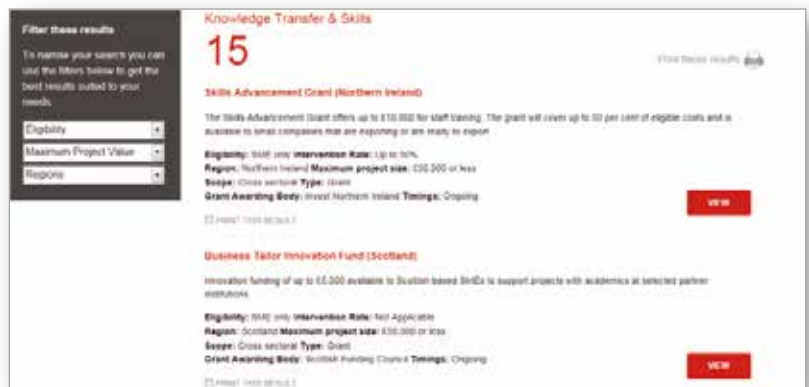 Filter these results
To narrow your search you can
use the filters below to get the
best results suited to your
needs.
Eligibility
Maximum Project Value
Regions
Knowledge Transfer & Skills
15
Print these results
Skills Advancement Grant (Northern Ireland)
The Skills Advancement Grant offers up to £10,000 for staff training. The grant will cover up to 50 per cent of eligible costs and is
available to small companies that are exporting or are ready to export
Eligibility: SME only Intervention Rate: Up to 50%
Region: Northern Ireland Maximum project size: £50,000 or less
Scope: Cross sectoral Type: Grant
Grant Awarding Body: Invest Northern Ireland Timings: Ongoing
VIEW
PRINT THIS RESULT
Business Tailor Innovation Fund (Scotland)
Innovation funding of up to £5,000 available to Scottish based SMEs to support projects with academics at selected partner
institutions
Eligibility: SME only Intervention Rate: Not Applicable
Region: Scotland Maximum project size: £50,000 or less
Scope: Cross sectoral Type: Grant
Grant Awarding Body: Scottish Funding Council Timings: Ongoing
VIEW
PRINT THIS RESULT